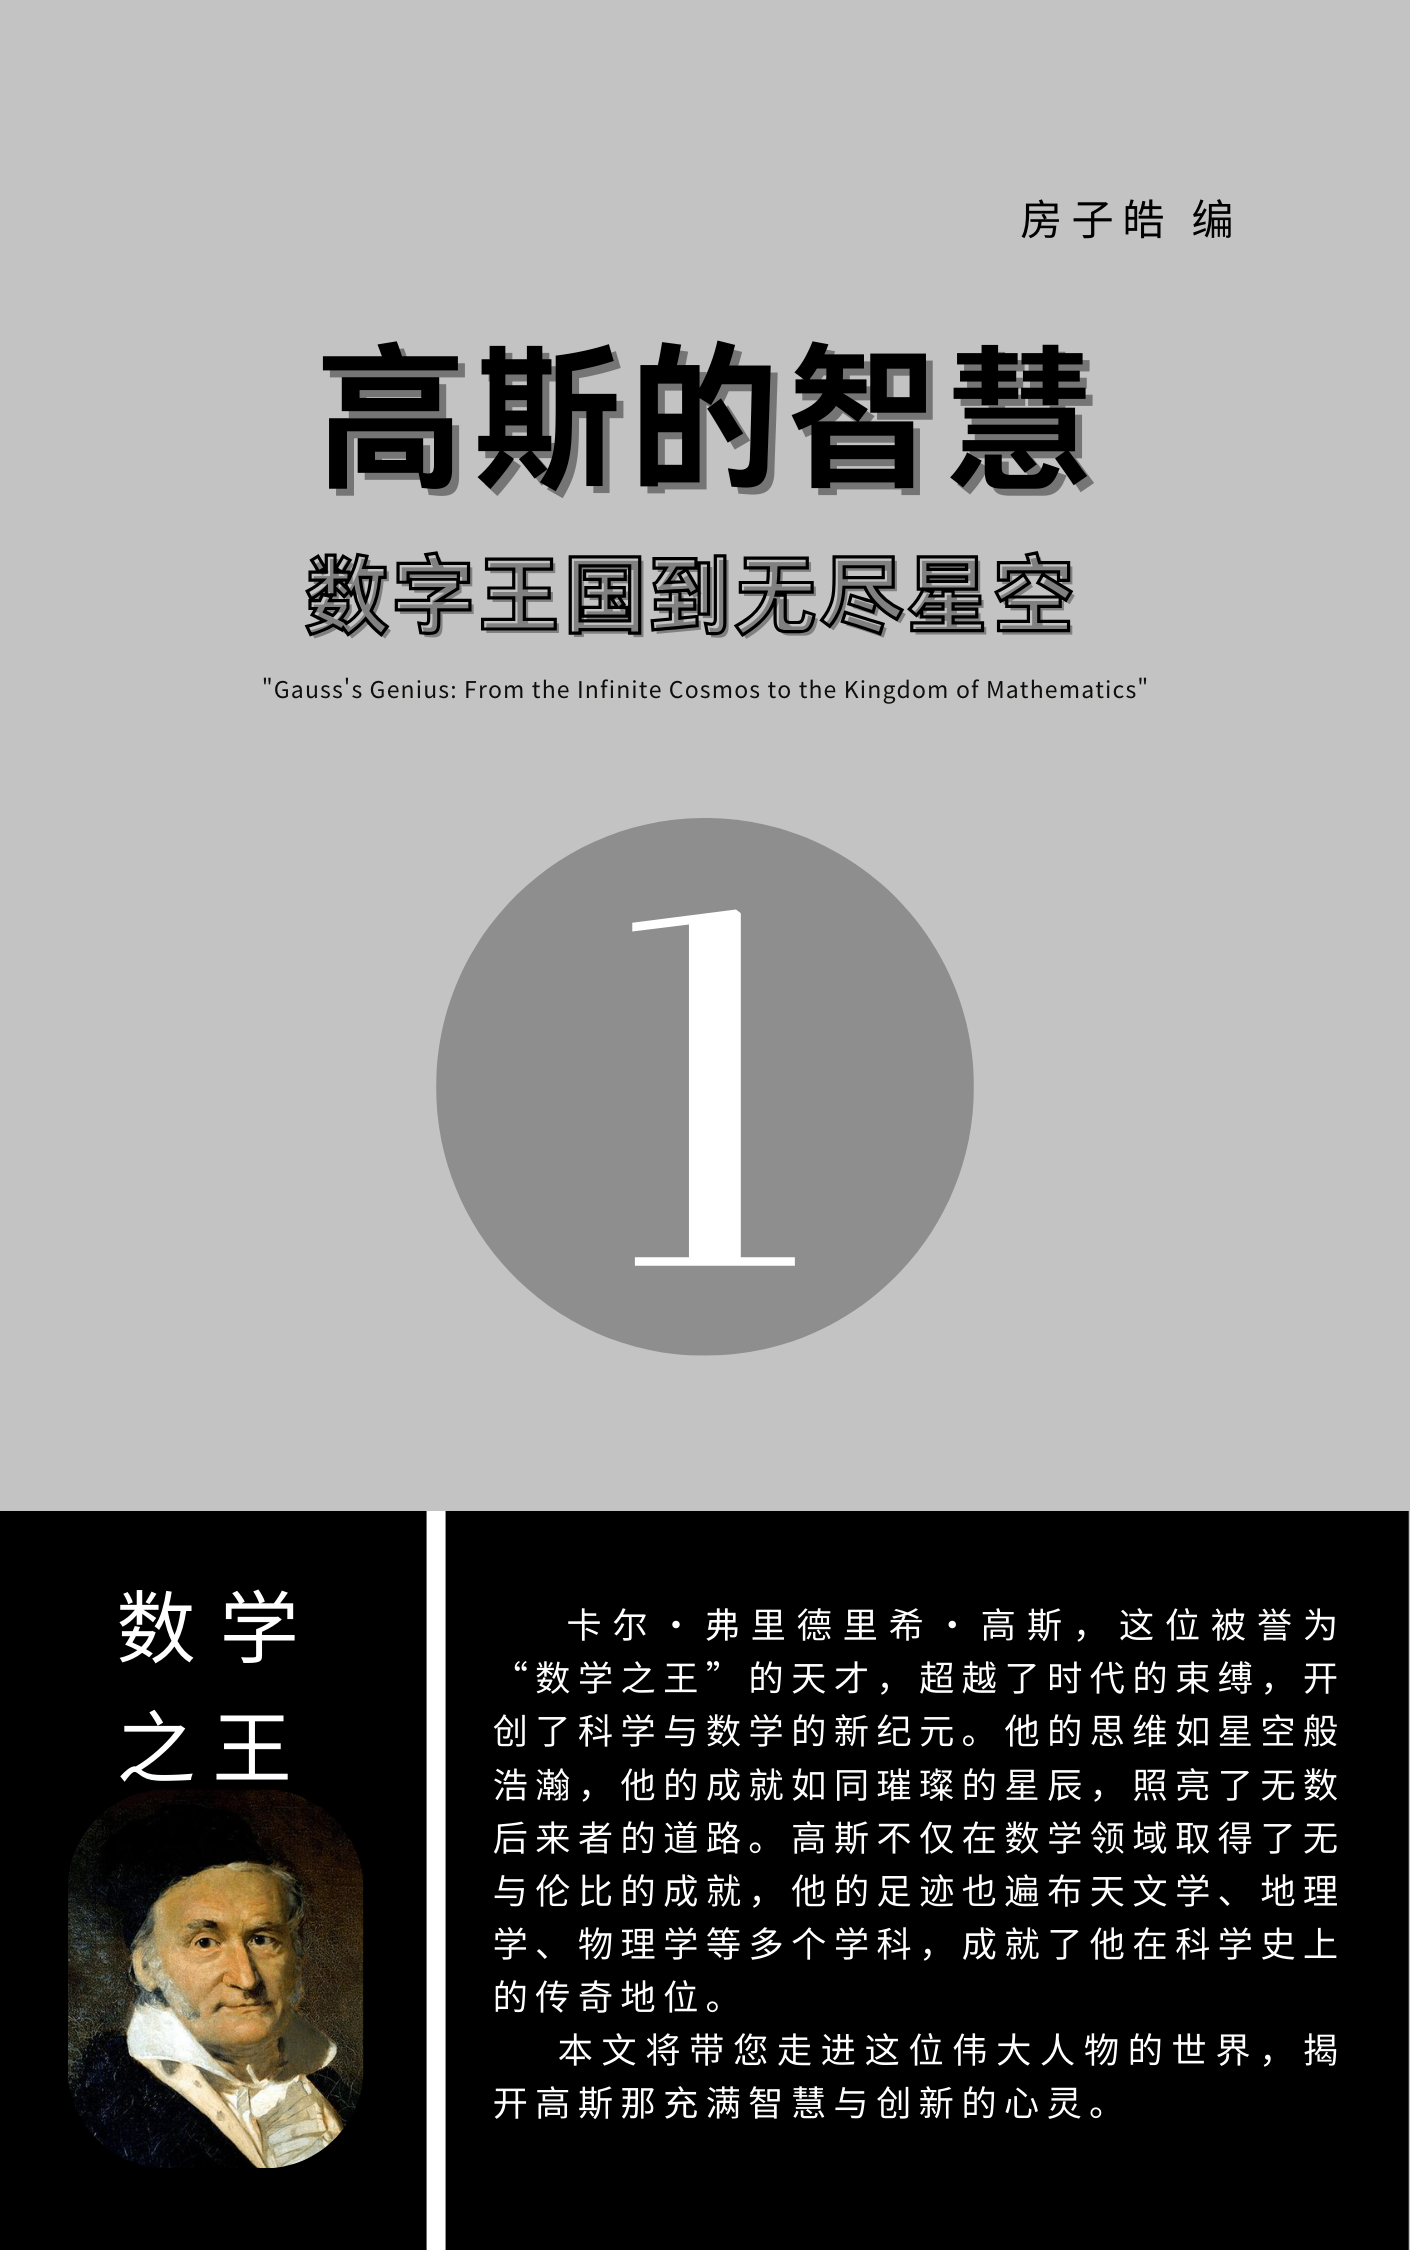 房子皓 编
高斯的智慧
数字王国到无尽星空
"Gauss's Genius: From the Infinite Cosmos to the Kingdom of Mathematics"
1
数学
之王
卡尔·弗里德里希·高斯，这位被誉为
“数学之王”的天才，超越了时代的束缚，开
创了科学与数学的新纪元。他的思维如星空般
浩瀚，他的成就如同璀璨的星辰，照亮了无数
后来者的道路。高斯不仅在数学领域取得了无
与伦比的成就，他的足迹也遍布天文学、地理
学、物理学等多个学科，成就了他在科学史上
的传奇地位。
本文将带您走进这位伟大人物的世界，揭
开高斯那充满智慧与创新的心灵。